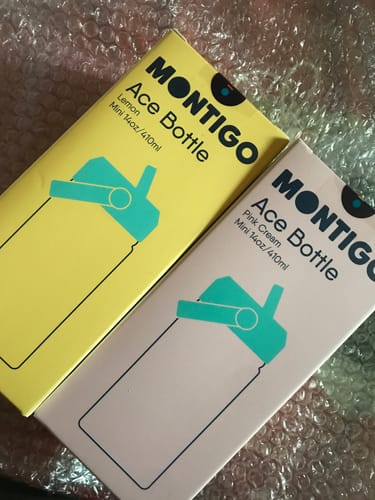 MONTIGO
Ace Bottle
Lemon
Mini 14oz/410ml
MONTIGO
Ace Bottle
Pink Cream
Mini 14oz/410ml